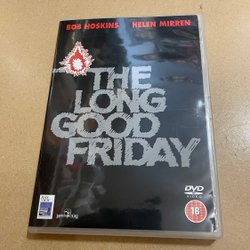 BOB HOSKINS HELEN MIRREN
THE
LONG
GOOD
FRIDAY
DVD
VIDEO
18